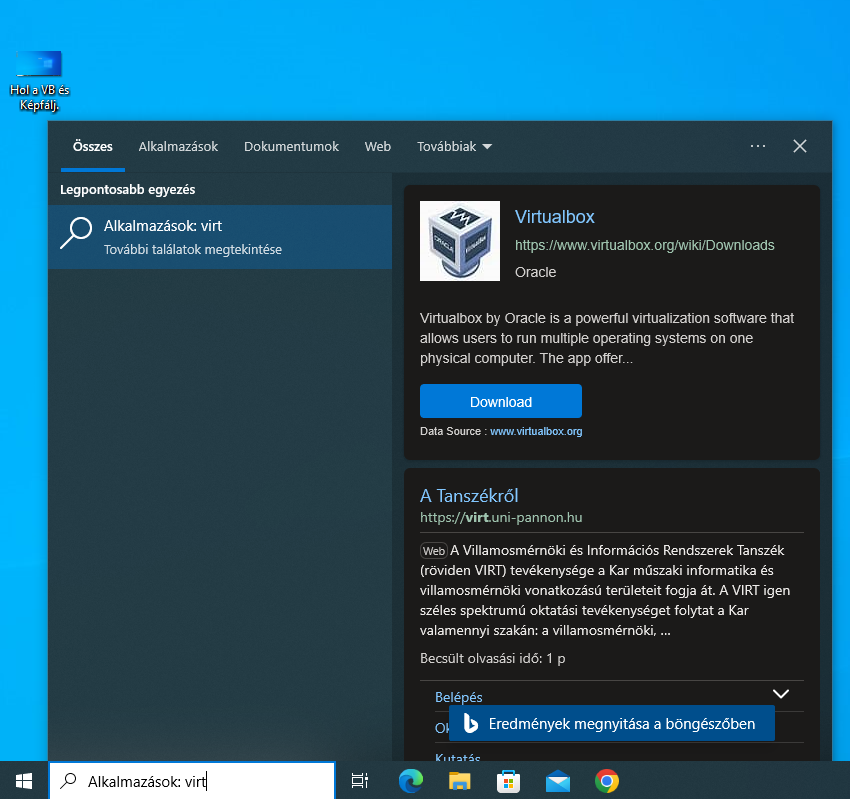 Hol a VB és
Képfálj.
Összes
Alkalmazások
Dokumentumok
Web
Továbbiak
Legpontosabb egyezés
Alkalmazások: virt
További találatok megtekintése
ORACLE
VirtualBox
Virtualbox
https://www.virtualbox.org/wiki/Downloads
Oracle
Virtualbox by Oracle is a powerful virtualization software that
allows users to run multiple operating systems on one
physical computer. The app offer...
Download
Data Source : www.virtualbox.org
A Tanszékről
https://virt.uni-pannon.hu
Web A Villamosmérnöki és Információs Rendszerek Tanszék
(röviden VIRT) tevékenysége a Kar műszaki informatika és
villamosmérnöki vonatkozású területeit fogja át. A VIRT igen
széles spektrumú oktatási tevékenységet folytat a Kar
valamennyi szakán: a villamosmérnöki, ...
Becsült olvasási idő: 1 p
Belépés
Eredmények megnyitása a böngészőben
Kutatás
Alkalmazások: virt